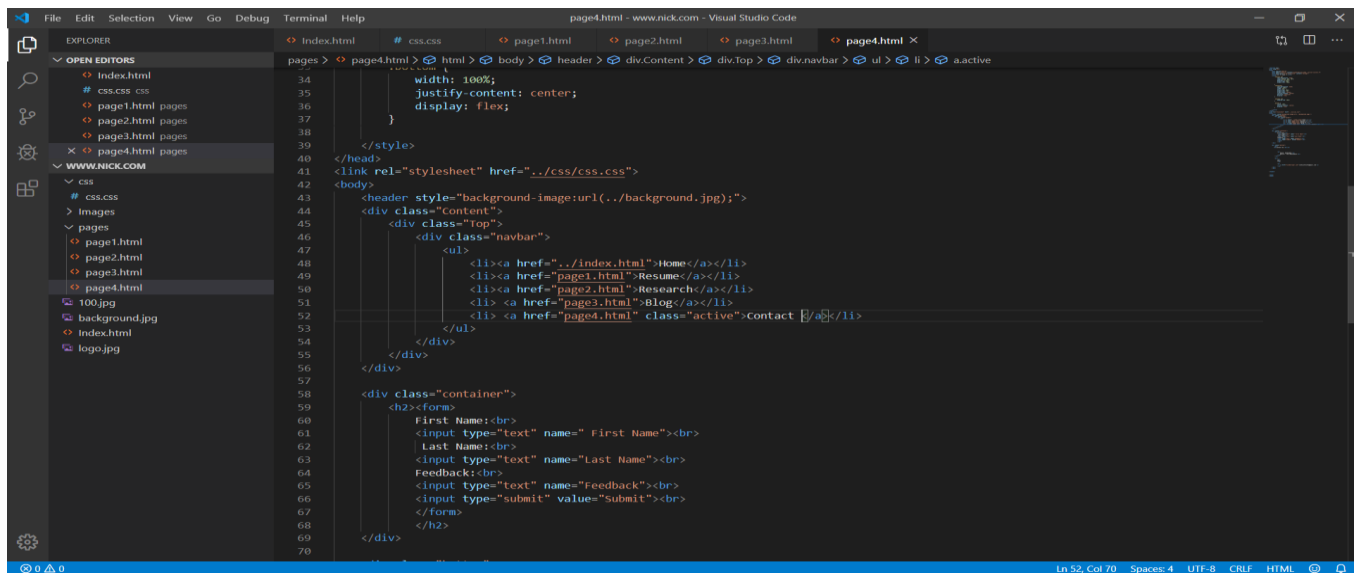 File Edit Selection View Go Debug Terminal Help page4.html - www.nick.com - Visual Studio Code
EXPLORER
OPEN EDITORS
Index.html
# css.css css
page1.html pages
page2.html pages
page3.html pages
page4.html pages
WWW.NICK.COM
css
# css.css
Images
pages
page1.html
page2.html
page3.html
page4.html
100.jpg
background.jpg
Index.html
logo.jpg
Index.html # css.css page1.html page2.html page3.html page4.html
pages > page4.html > html > body > header > div.Content > div.Top > div.navbar > ul > li > a.active
34 width: 100%;
35 justify-content: center;
36 display: flex;
37 }
38
39 </style>
40 </head>
41 <link rel="stylesheet" href="../css/css.css">
42 <body>
43 <header style="background-image:url(../background.jpg);">
44 <div class="Content">
45 <div class="Top">
46 <div class="navbar">
47 <ul>
48 <li><a href="../index.html">Home</a></li>
49 <li><a href="page1.html">Resume</a></li>
50 <li><a href="page2.html">Research</a></li>
51 <li> <a href="page3.html">Blog</a></li>
52 <li> <a href="page4.html" class="active">Contact </a></li>
53 </ul>
54 </div>
55 </div>
56 </div>
57
58 <div class="container">
59 <h2><form>
60 First Name:<br>
61 <input type="text" name=" First Name"><br>
62 Last Name:<br>
63 <input type="text" name="Last Name"><br>
64 Feedback:<br>
65 <input type="text" name="Feedback"><br>
66 <input type="submit" value="Submit"><br>
67 </form>
68 </h2>
69 </div>
70
0 0 Ln 52, Col 70 Spaces: 4 UTF-8 CRLF HTML